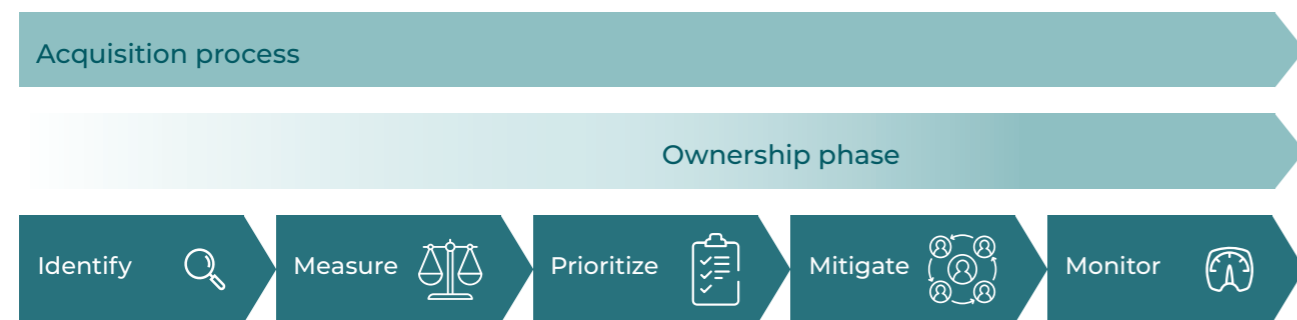 Acquisition process
Ownership phase
Identify
Measure
Prioritize
Mitigate
Monitor